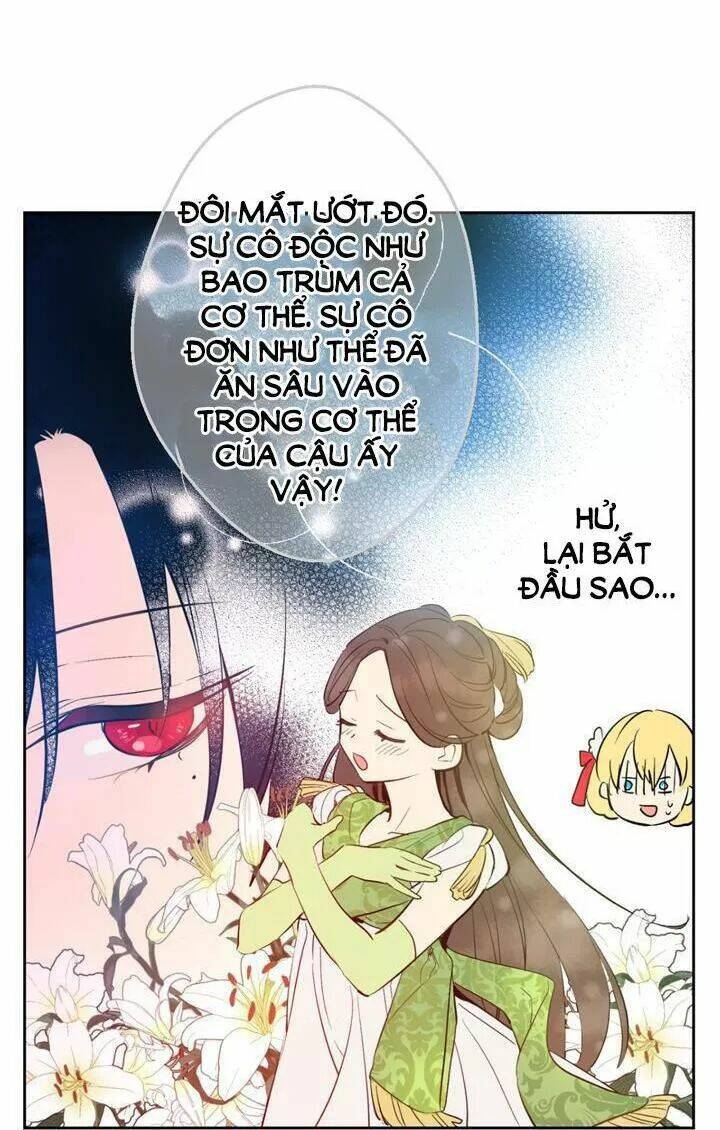 ĐÔI MẮT ƯỚT ĐÓ.
SỰ CÔ ĐỘC NHƯ
BAO TRÙM CẢ
CƠ THỂ. SỰ CÔ
ĐƠN NHƯ THỂ ĐÃ
ĂN SÂU VÀO
TRONG CƠ THỂ
CỦA CẬU ẤY
VẬY!
HỬ,
LẠI BẮT
ĐẦU SAO...